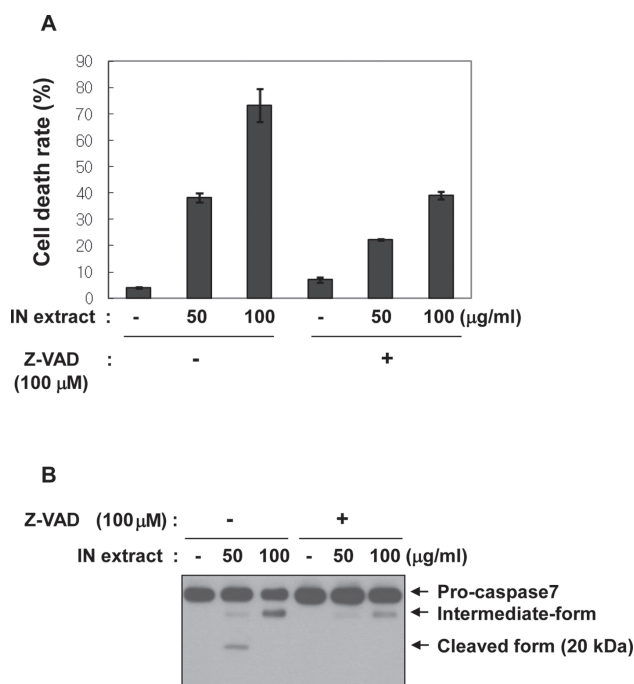 A
Cell death rate (%)
90
80
70
60
50
40
30
20
10
0
IN extract : - 50 100 - 50 100 (μg/ml)
Z-VAD : - +
(100 μM)
B
Z-VAD (100μM) : - +
IN extract : - 50 100 - 50 100 (μg/ml)
Pro-caspase7
Intermediate-form
Cleaved form (20 kDa)